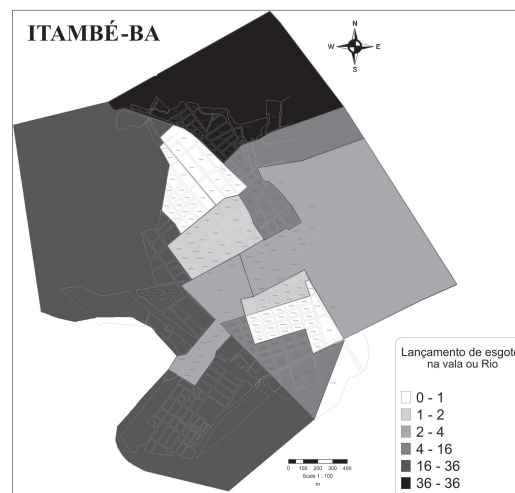 ITAMBÉ-BA
N
W E
S
Lançamento de esgoto
na vala ou Rio
0 - 1
1 - 2
2 - 4
4 - 16
16 - 36
36 - 36
0 100 200 300 400
Scale 1 : 100
m